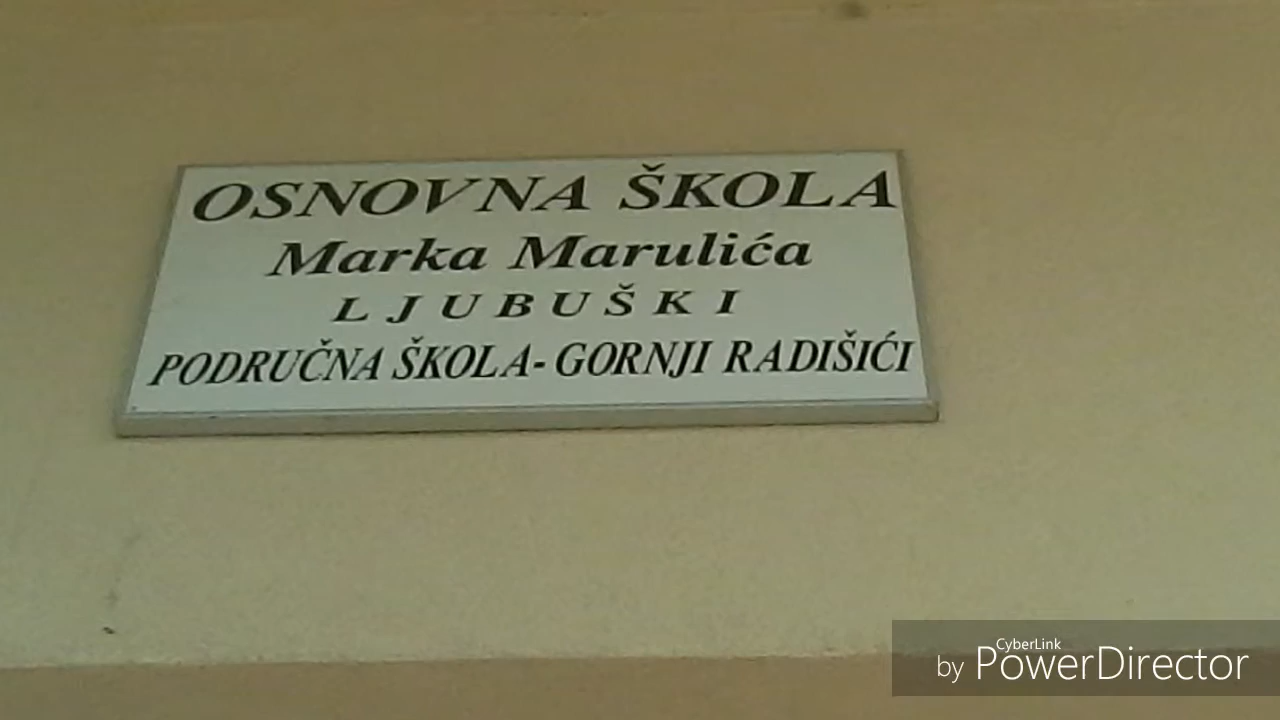 OSNOVNA ŠKOLA
Marka Marulića
LJUBUŠKI
PODRUČNA ŠKOLA- GORNJI RADIŠIĆI
CyberLink
by PowerDirector